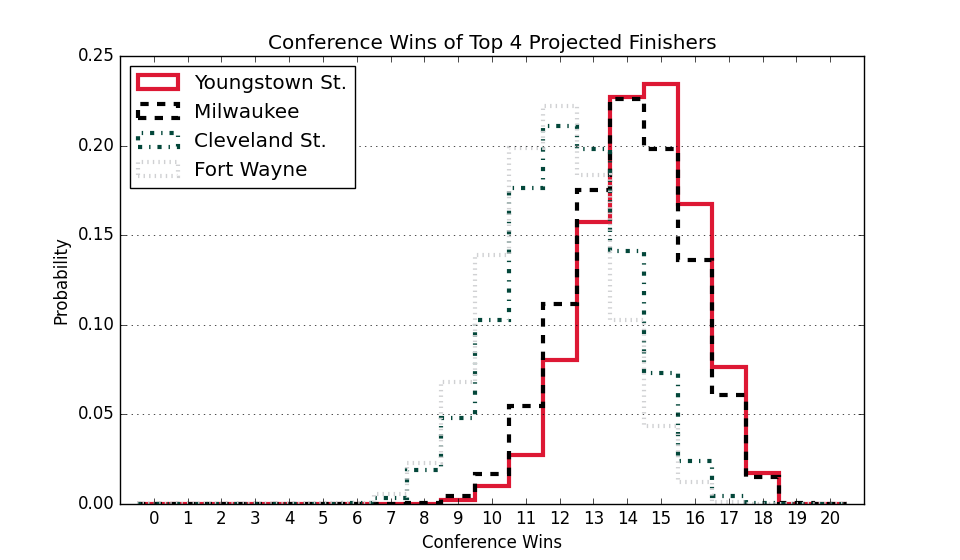 Conference Wins of Top 4 Projected Finishers
0.25
0.20
0.15
0.10
0.05
0.00
Probability
Youngstown St.
Milwaukee
Cleveland St.
Fort Wayne
0 1 2 3 4 5 6 7 8 9 10 11 12 13 14 15 16 17 18 19 20
Conference Wins